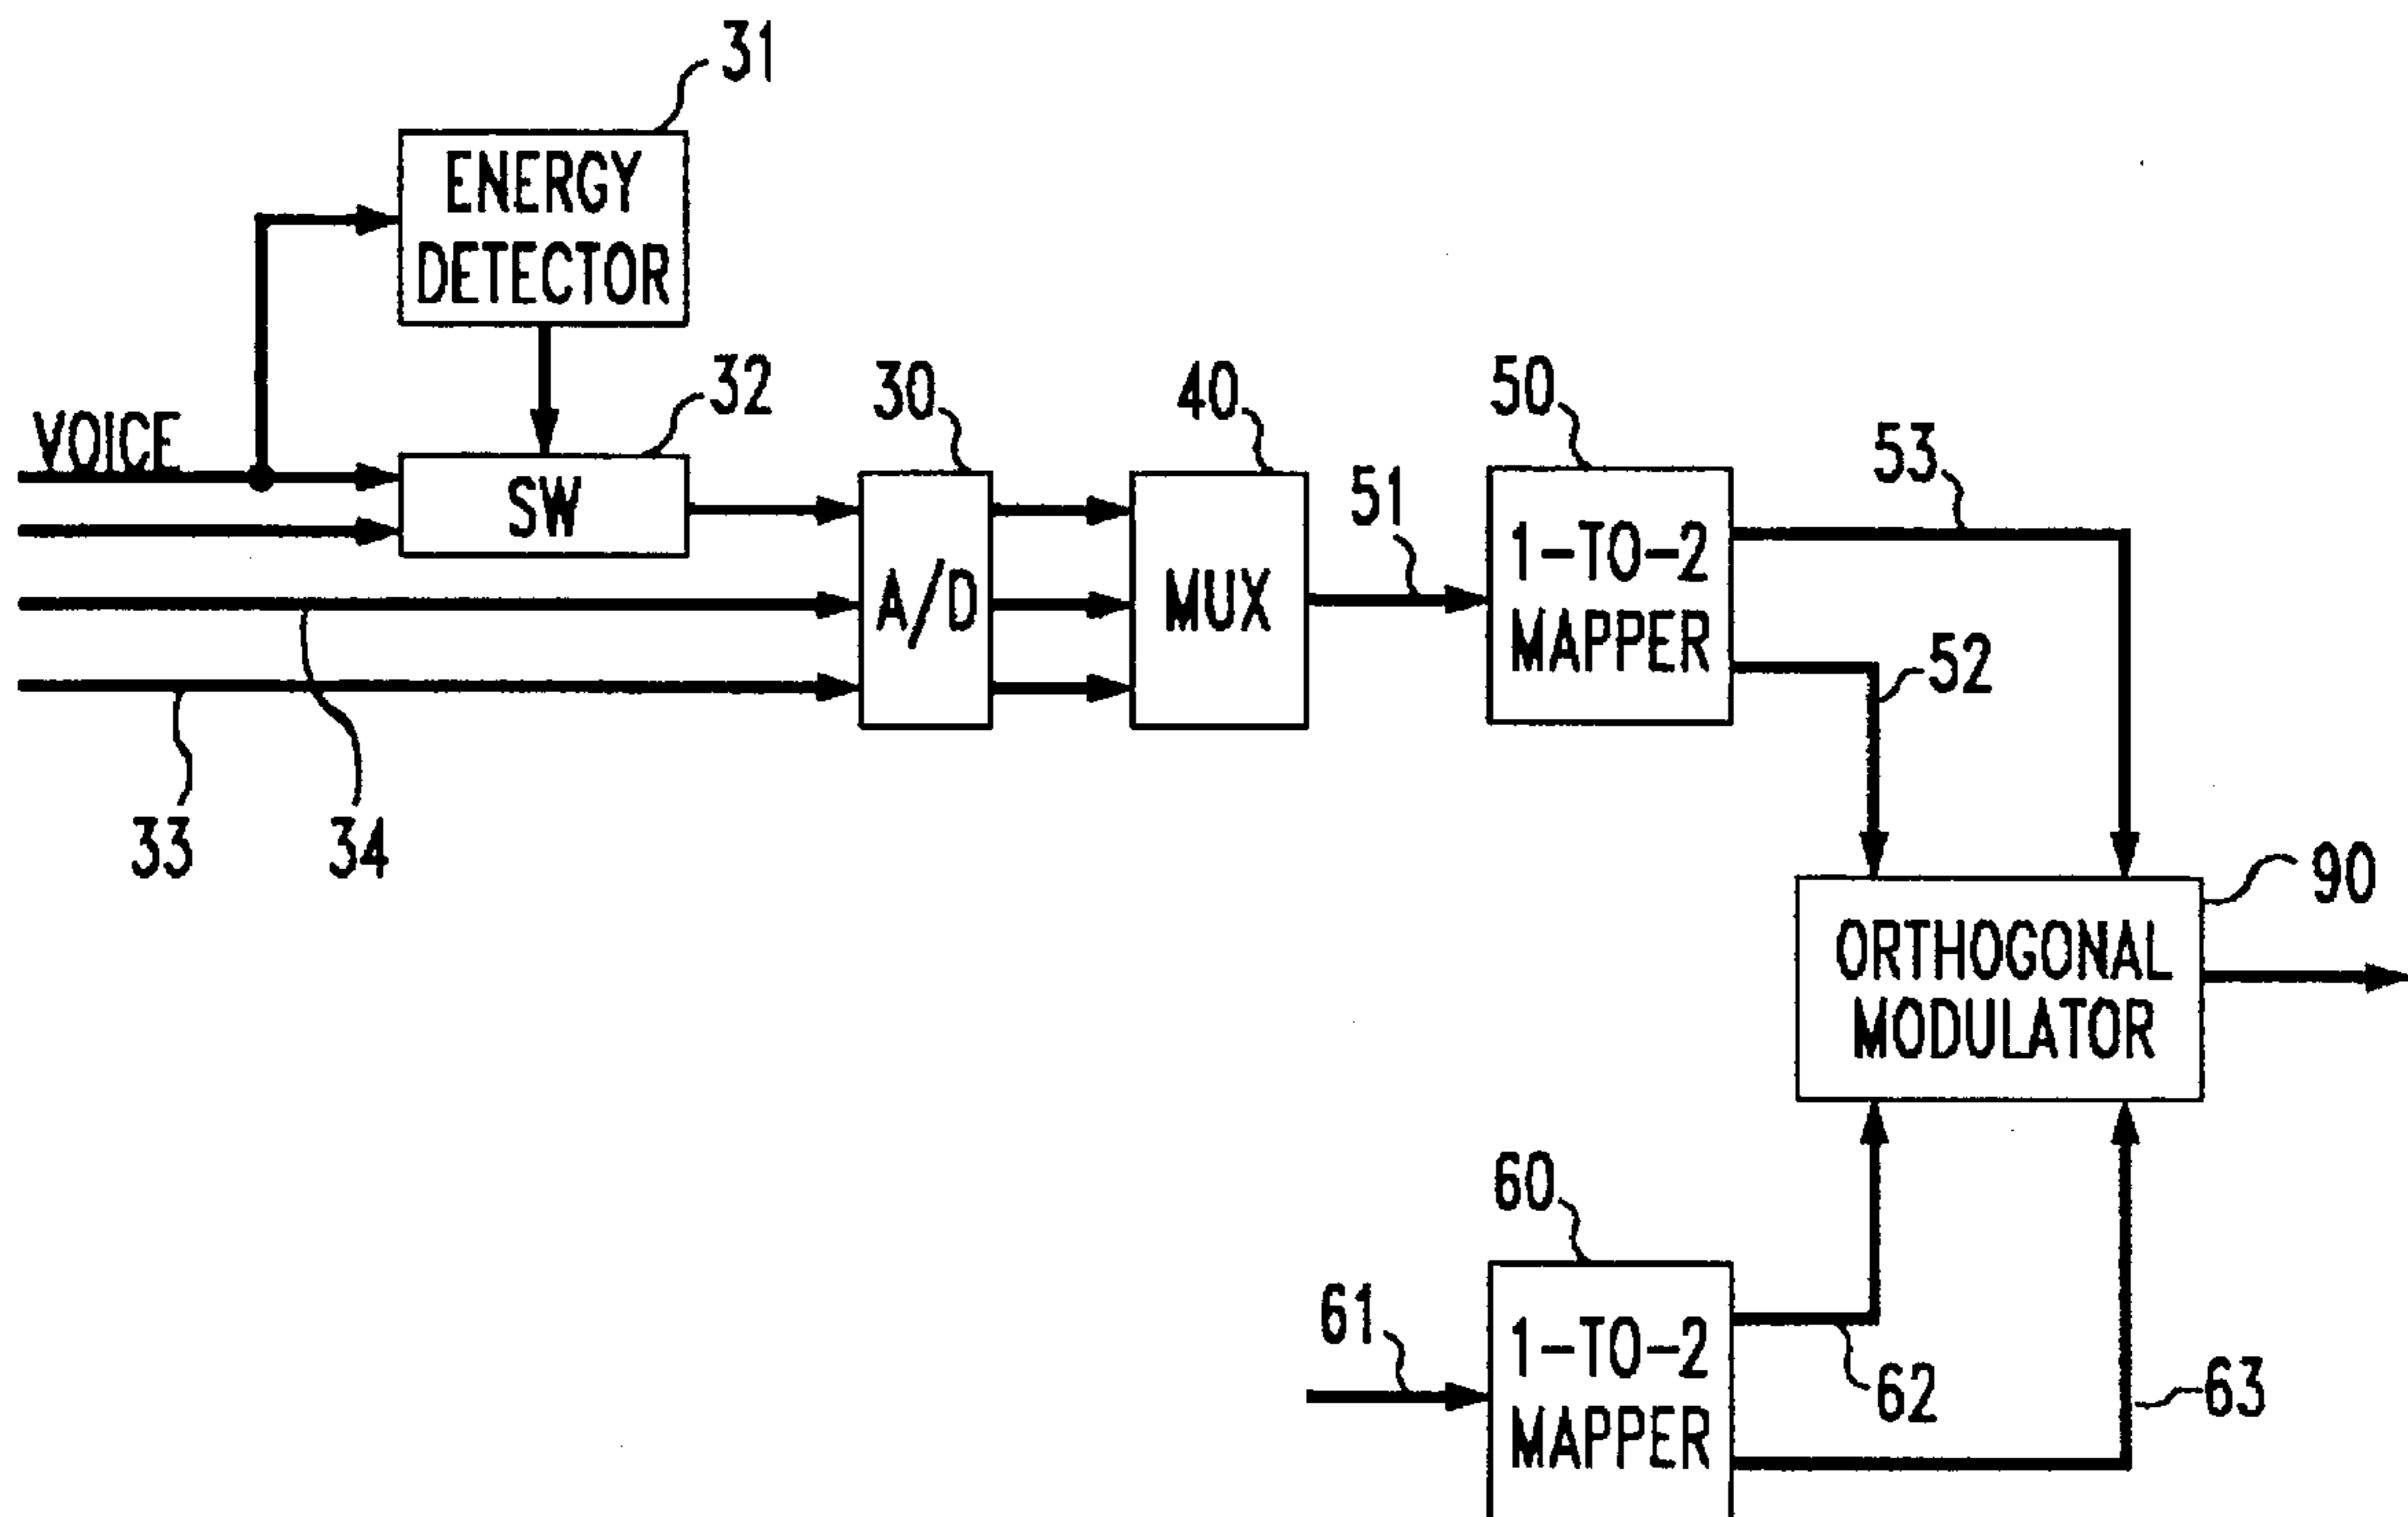 31
ENERGY
DETECTOR
VOICE
32
SW
30
A/D
40
MUX
51
50
1-TO-2
MAPPER
53
52
33
34
90
ORTHOGONAL
MODULATOR
60
61
1-TO-2
MAPPER
62
63